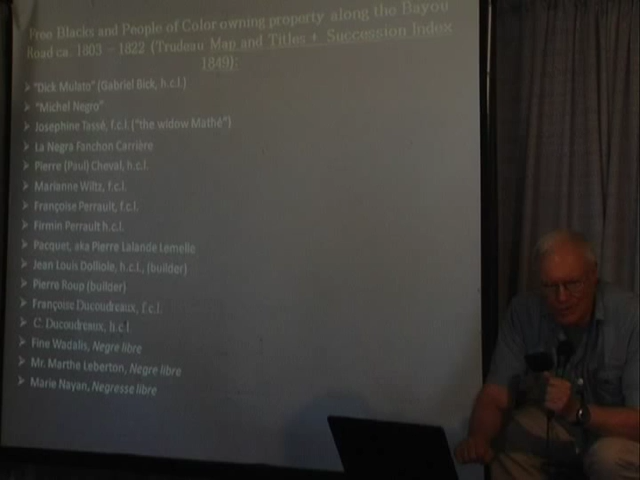 Free Blacks and People of Color owning property along the Bayou
Road ca. 1803 – 1822 (Trudeau Map and Titles + Succession Index
1849):
➤ "Dick Mulato" (Gabriel Bick, h.c.l.)
➤ "Michel Negro"
➤ Josephine Tassé, f.c.l. ("the widow Mathé")
➤ La Negra Fanchon Carrière
➤ Pierre (Paul) Cheval, h.c.l.
➤ Marianne Wiltz, f.c.l.
➤ Françoise Perrault, f.c.l.
➤ Firmin Perrault h.c.l.
➤ Pacquet, aka Pierre Lalande Lemelle
➤ Jean Louis Dolliole, h.c.l., (builder)
➤ Pierre Roup (builder)
➤ Françoise Ducoudreaux, f.c.l.
➤ C. Ducoudreaux, h.c.l.
➤ Fine Wadalis, Negre libre
➤ Mr. Marthe Leberton, Negre libre
➤ Marie Nayan, Negresse libre